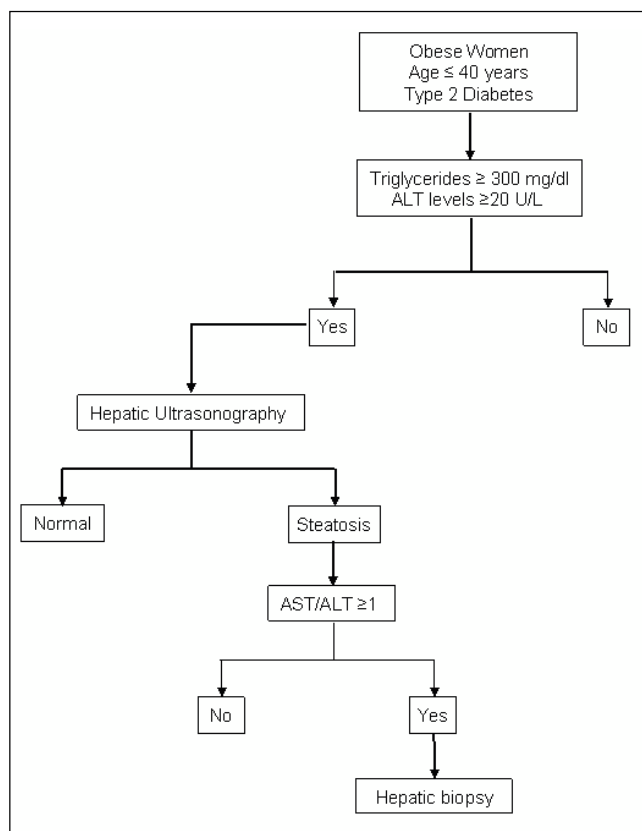 Obese Women
Age ≤ 40 years
Type 2 Diabetes
Triglycerides ≥ 300 mg/dl
ALT levels ≥20 U/L
Yes
No
Hepatic Ultrasonography
Normal
Steatosis
AST/ALT ≥1
No
Yes
Hepatic biopsy